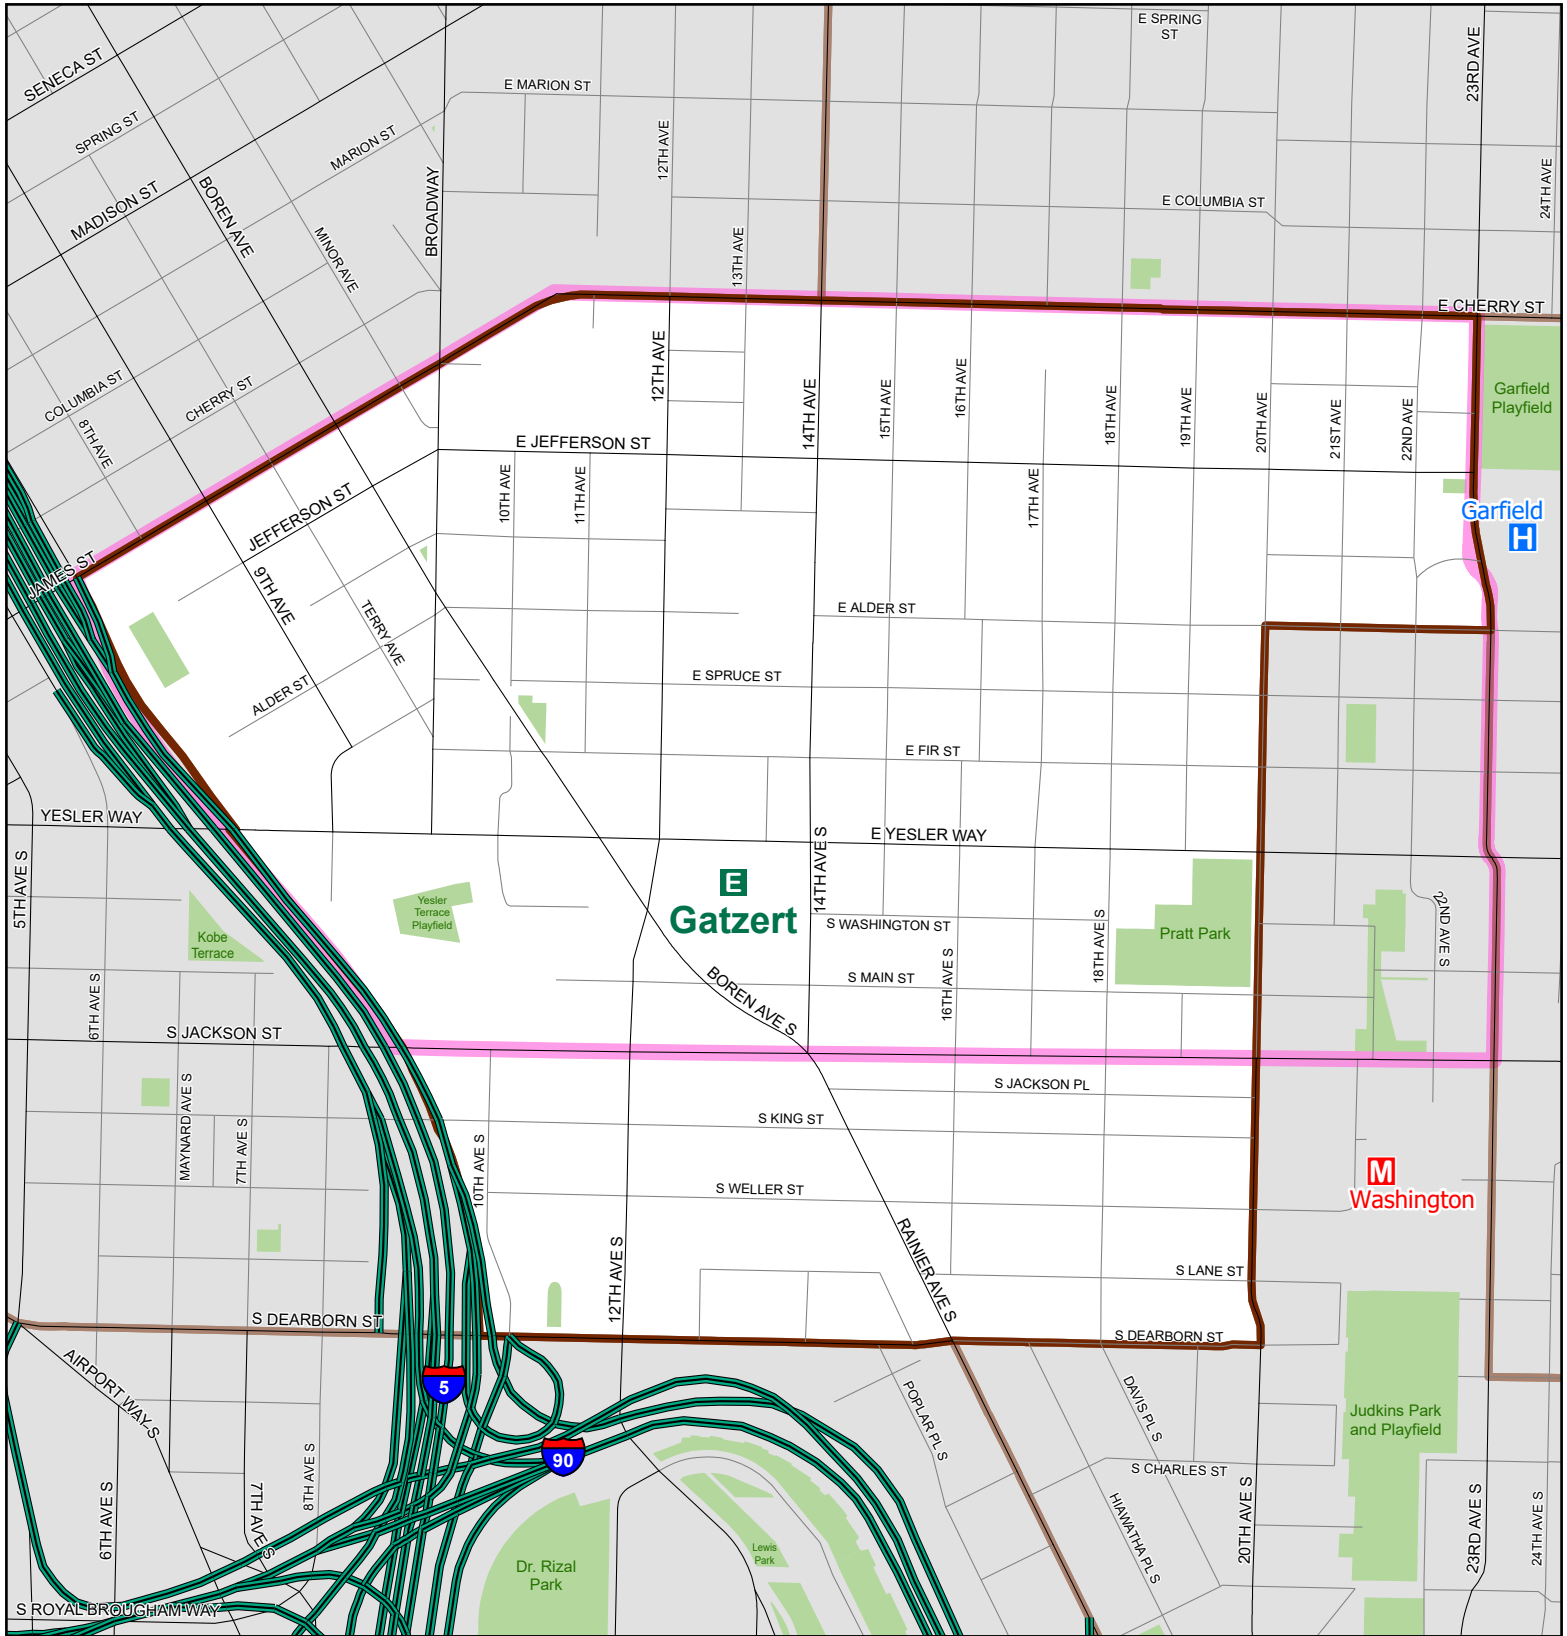 E SPRING
ST
SENECA ST
23RD AVE
E MARION ST
SPRING ST
MARION ST
12TH AVE
24TH AVE
MADISON ST
BOREN AVE
BROADWAY
E COLUMBIA ST
MINOR AVE
13TH AVE
E CHERRY ST
12TH AVE
COLUMBIA ST
CHERRY ST
8TH AVE
14TH AVE
15TH AVE
16TH AVE
18TH AVE
19TH AVE
20TH AVE
21ST AVE
22ND AVE
Garfield
Playfield
E JEFFERSON ST
10TH AVE
11TH AVE
17TH AVE
JEFFERSON ST
Garfield
H
JAMES ST
9TH AVE
TERRY AVE
E ALDER ST
ALDER ST
E SPRUCE ST
E FIR ST
YESLER WAY
E YESLER WAY
5TH AVE S
14TH AVE S
E
Gatzert
Yesler
Terrace
Playfield
Kobe
Terrace
S WASHINGTON ST
18TH AVE S
Pratt Park
22ND AVE S
6TH AVE S
BOREN AVE S
S MAIN ST
16TH AVE S
S JACKSON ST
MAYNARD AVE S
7TH AVE S
S JACKSON PL
S KING ST
10TH AVE S
S WELLER ST
M
Washington
12TH AVE S
RAINIER AVE S
S LANE ST
S DEARBORN ST
S DEARBORN ST
AIRPORT WAY S
5
POPLAR PL S
DAVIS PL S
Judkins Park
and Playfield
90
S CHARLES ST
6TH AVE S
7TH AVE S
8TH AVE S
HIAWATHA PL S
20TH AVE S
23RD AVE S
24TH AVE S
Lewis
Park
Dr. Rizal
Park
S ROYAL BROUGHAM WAY